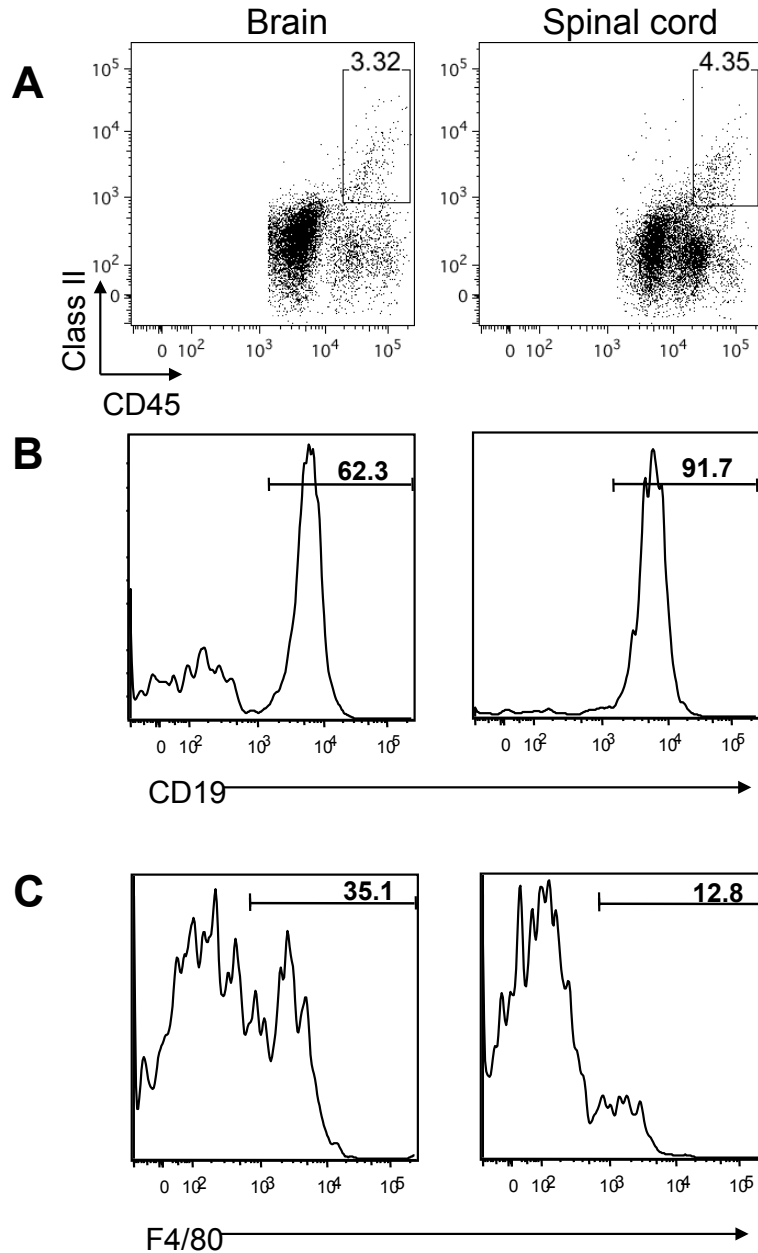 Brain Spinal cord
A
3.32 4.35
10⁵ 10⁵
10⁴ 10⁴
10³ 10³
10² 10²
0 0
0 10² 10³ 10⁴ 10⁵ 0 10² 10³ 10⁴ 10⁵
Class II
CD45
B
62.3 91.7
0 10² 10³ 10⁴ 10⁵ 0 10² 10³ 10⁴ 10⁵
CD19
C
35.1 12.8
0 10² 10³ 10⁴ 10⁵ 0 10² 10³ 10⁴ 10⁵
F4/80